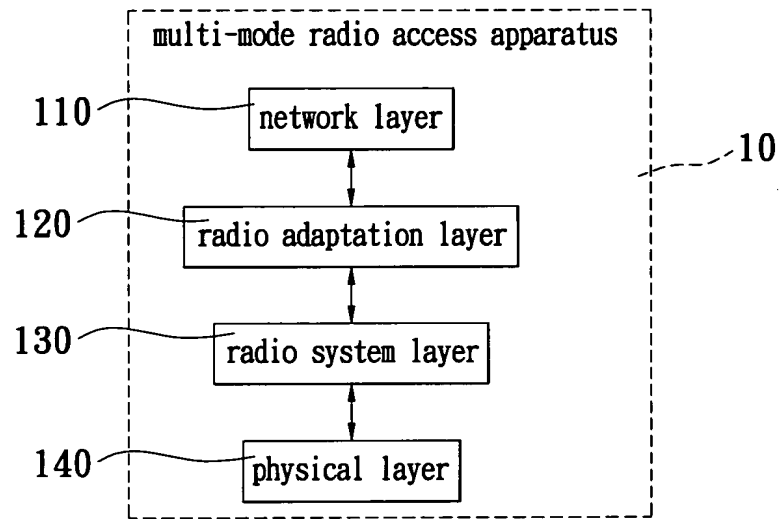 multi-mode radio access apparatus
110
network layer
10
120
radio adaptation layer
130
radio system layer
140
physical layer